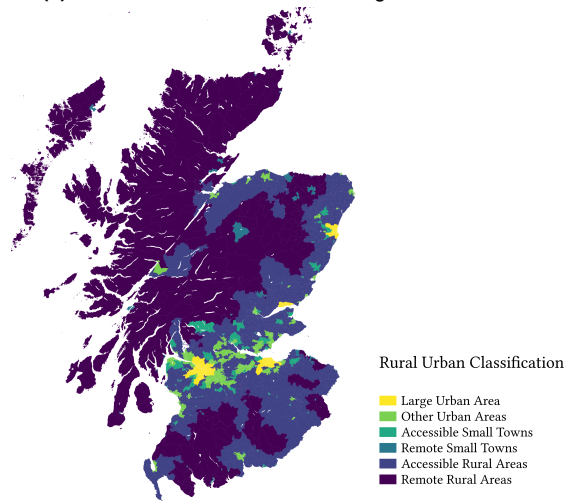 Rural Urban Classification
Large Urban Area
Other Urban Areas
Accessible Small Towns
Remote Small Towns
Accessible Rural Areas
Remote Rural Areas